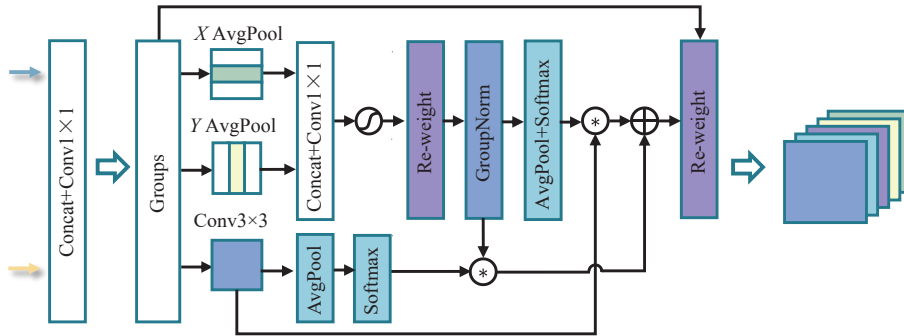 Concat+Conv1×1
Groups
X AvgPool
Y AvgPool
Conv3×3
Concat+Conv1×1
Re-weight
GroupNorm
AvgPool+Softmax
*
Re-weight
AvgPool
Softmax
*